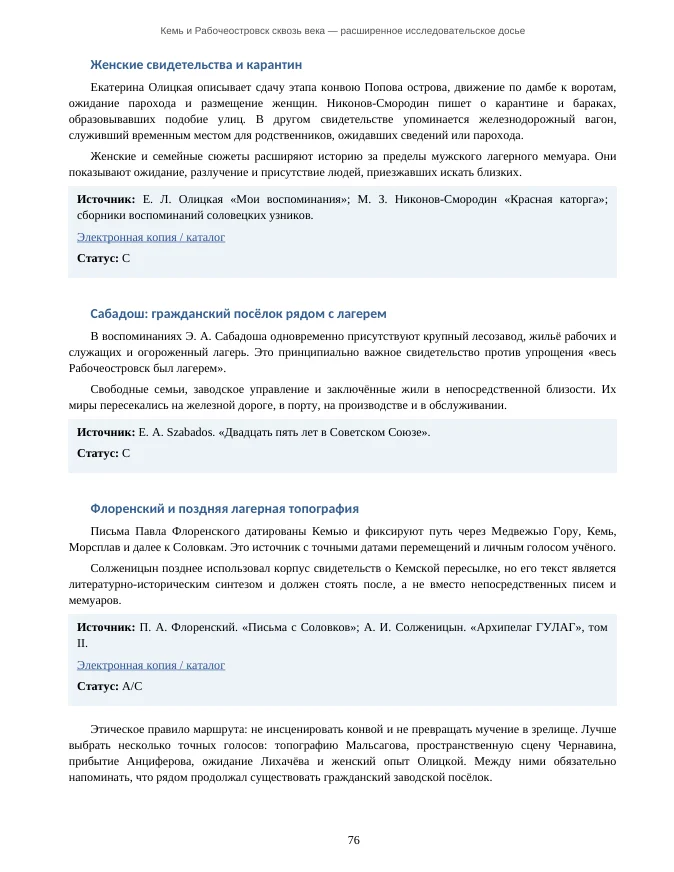 Кемь и Рабочеостровск сквозь века — расширенное исследовательское досье
Женские свидетельства и карантин
Екатерина Олицкая описывает сдачу этапа конвою Попова острова, движение по дамбе к воротам,
ожидание парохода и размещение женщин. Никонов-Смородин пишет о карантине и бараках,
образовывавших подобие улиц. В другом свидетельстве упоминается железнодорожный вагон,
служивший временным местом для родственников, ожидавших сведений или парохода.
Женские и семейные сюжеты расширяют историю за пределы мужского лагерного мемуара. Они
показывают ожидание, разлучение и присутствие людей, приезжавших искать близких.
Источник: Е. Л. Олицкая «Мои воспоминания»; М. З. Никонов-Смородин «Красная каторга»;
сборники воспоминаний соловецких узников.
Электронная копия / каталог
Статус: C
Сабадош: гражданский посёлок рядом с лагерем
В воспоминаниях Э. А. Сабадоша одновременно присутствуют крупный лесозавод, жильё рабочих и
служащих и огороженный лагерь. Это принципиально важное свидетельство против упрощения «весь
Рабочеостровск был лагерем».
Свободные семьи, заводское управление и заключённые жили в непосредственной близости. Их
миры пересекались на железной дороге, в порту, на производстве и в обслуживании.
Источник: E. A. Szabados. «Двадцать пять лет в Советском Союзе».
Статус: C
Флоренский и поздняя лагерная топография
Письма Павла Флоренского датированы Кемью и фиксируют путь через Медвежью Гору, Кемь,
Морсплав и далее к Соловкам. Это источник с точными датами перемещений и личным голосом учёного.
Солженицын позднее использовал корпус свидетельств о Кемской пересылке, но его текст является
литературно-историческим синтезом и должен стоять после, а не вместо непосредственных писем и
мемуаров.
Источник: П. А. Флоренский. «Письма с Соловков»; А. И. Солженицын. «Архипелаг ГУЛАГ», том
II.
Электронная копия / каталог
Статус: A/C
Этическое правило маршрута: не инсценировать конвой и не превращать мучение в зрелище. Лучше
выбрать несколько точных голосов: топографию Мальсагова, пространственную сцену Чернавина,
прибытие Анциферова, ожидание Лихачёва и женский опыт Олицкой. Между ними обязательно
напоминать, что рядом продолжал существовать гражданский заводской посёлок.
76